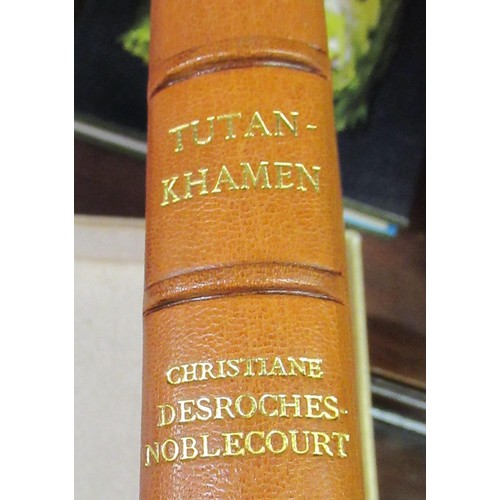 TUTAN-
KHAMEN
CHRISTIANE
DESROCHES-
NOBLECOURT